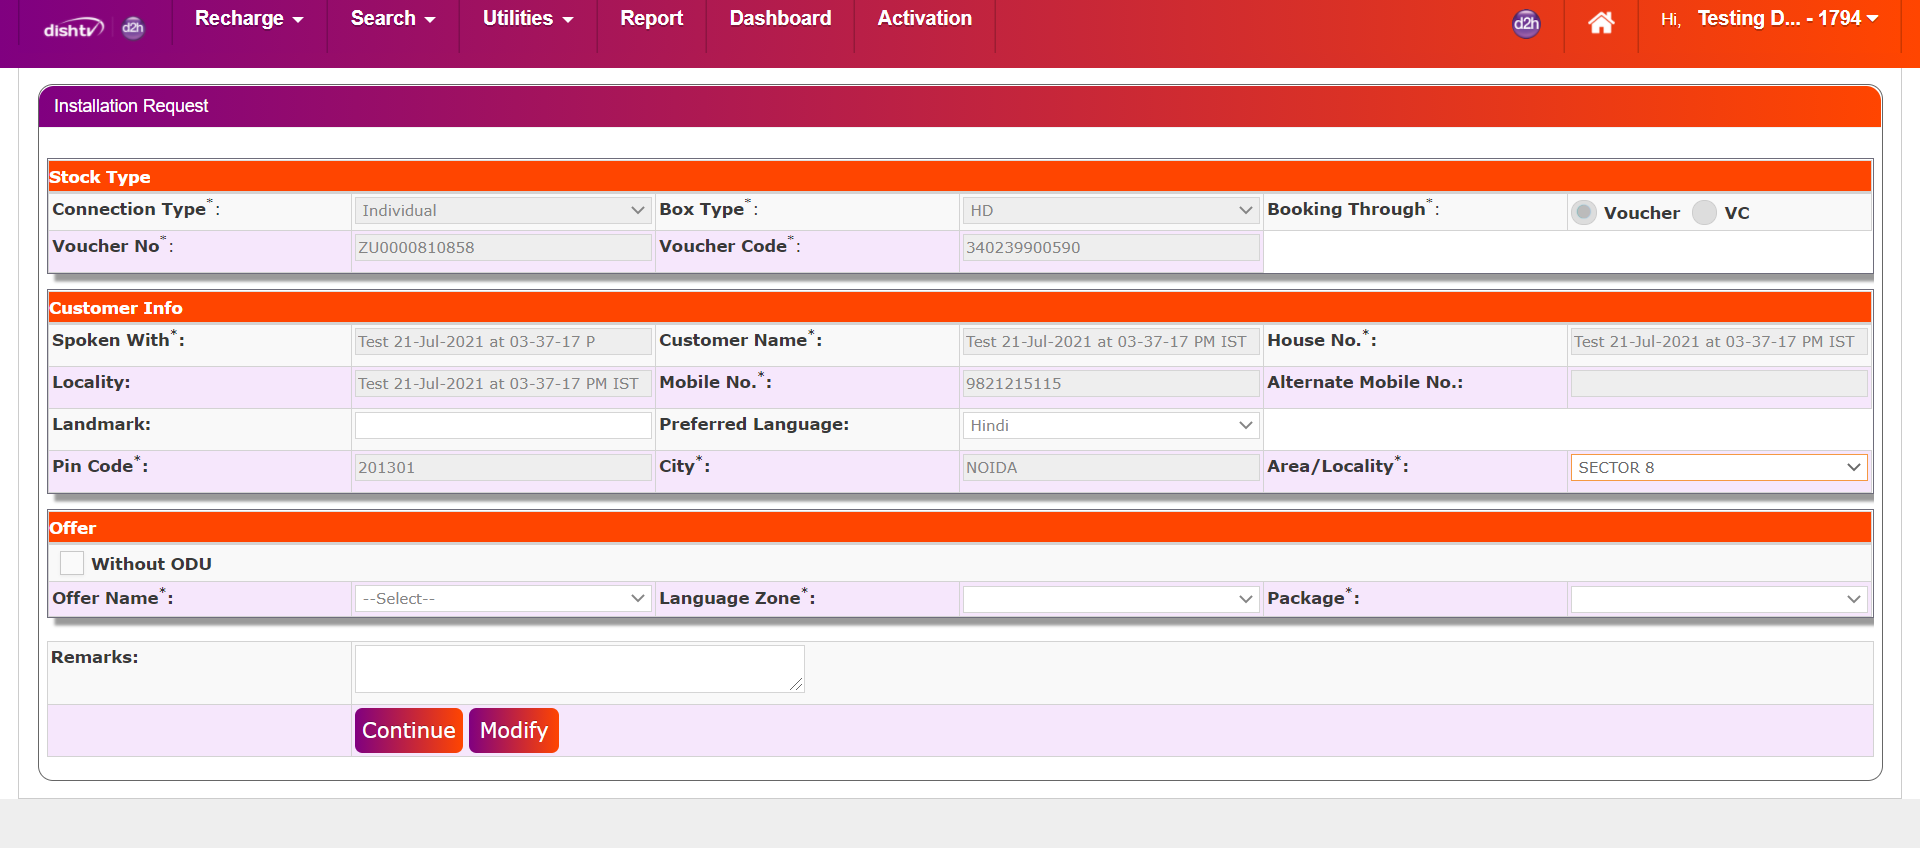 dishtv d2h Recharge Search Utilities Report Dashboard Activation d2h Hi, Testing D... - 1794
Installation Request
Stock Type
Connection Type*: Individual Box Type*: HD Booking Through*: Voucher VC
Voucher No*: ZU0000810858 Voucher Code*: 340239900590
Customer Info
Spoken With*: Test 21-Jul-2021 at 03-37-17 P Customer Name*: Test 21-Jul-2021 at 03-37-17 PM IST House No.*: Test 21-Jul-2021 at 03-37-17 PM IST
Locality: Test 21-Jul-2021 at 03-37-17 PM IST Mobile No.*: 9821215115 Alternate Mobile No.:
Landmark: Preferred Language: Hindi
Pin Code*: 201301 City*: NOIDA Area/Locality*: SECTOR 8
Offer
Without ODU
Offer Name*: --Select-- Language Zone*: Package*:
Remarks:
Continue Modify